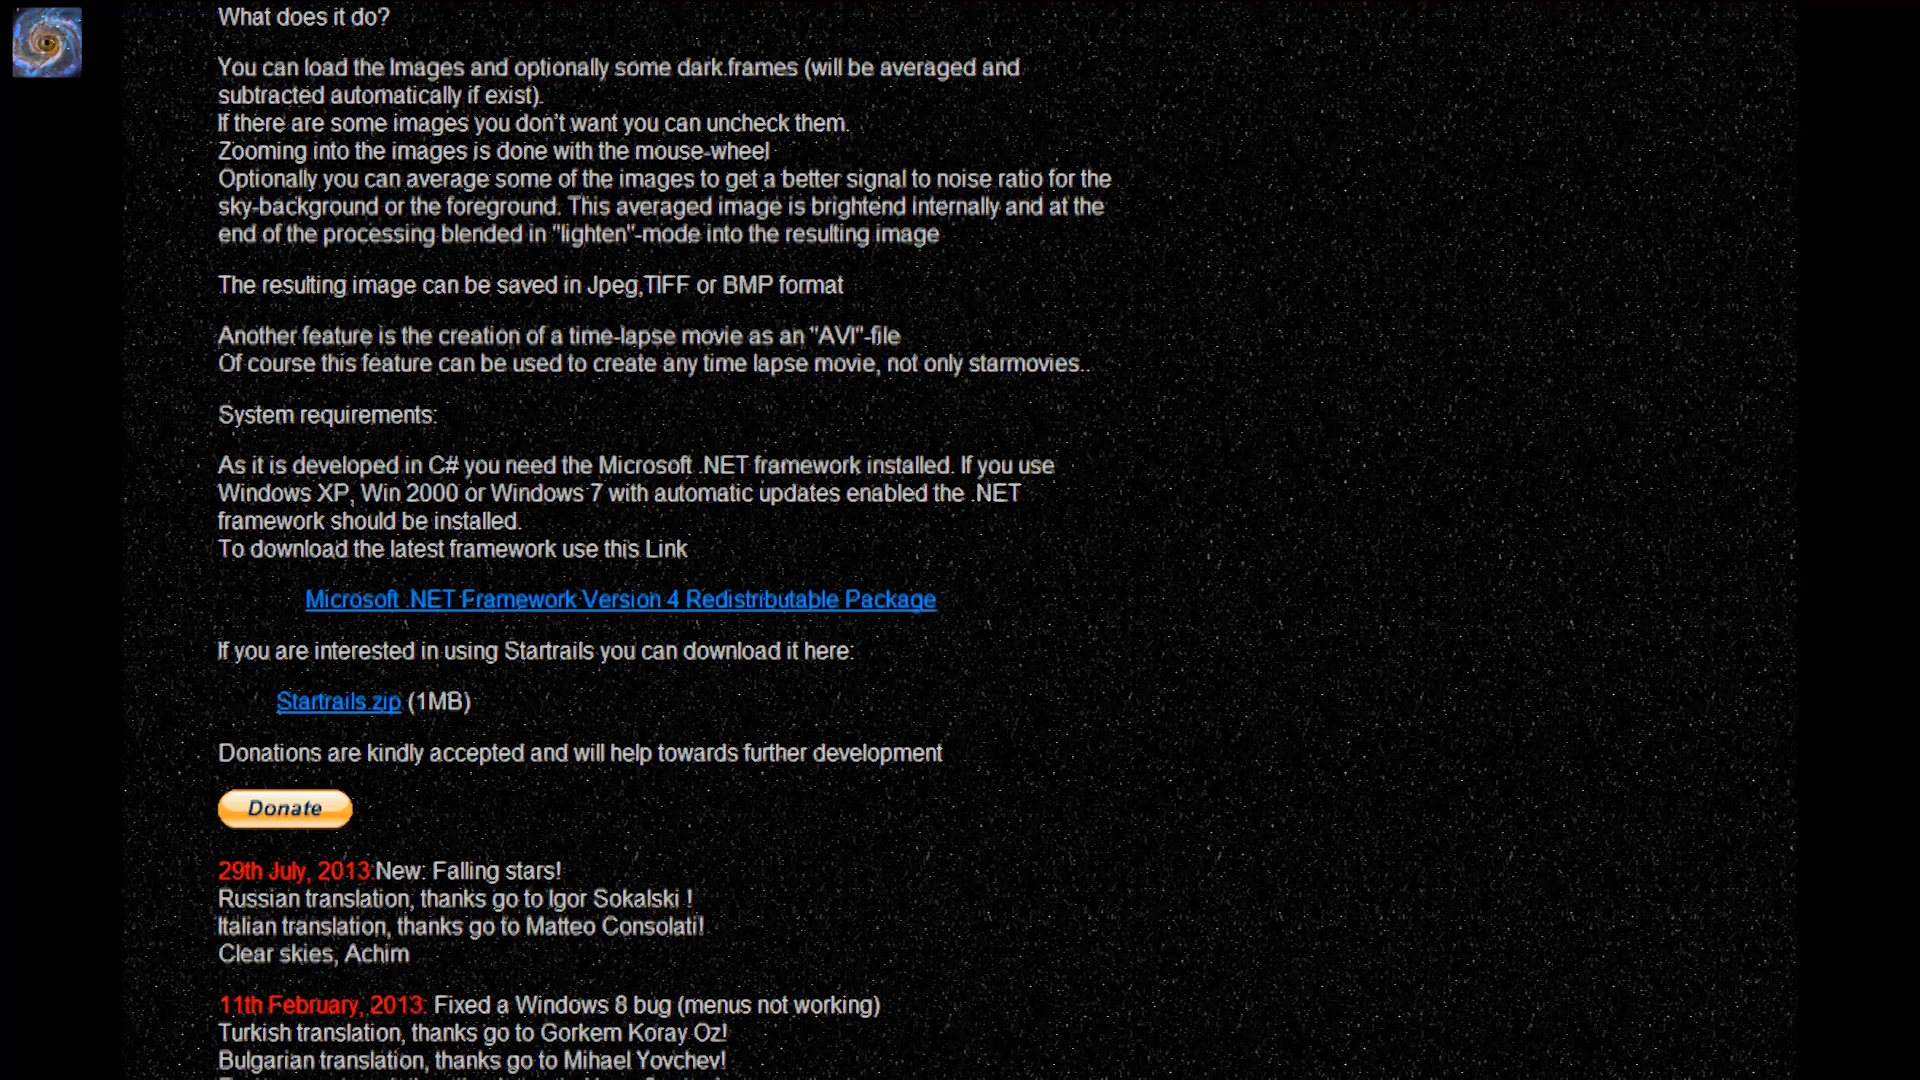 What does it do?
You can load the Images and optionally some dark.frames (will be averaged and
subtracted automatically if exist).
If there are some images you don't want you can uncheck them.
Zooming into the images is done with the mouse-wheel
Optionally you can average some of the images to get a better signal to noise ratio for the
sky-background or the foreground. This averaged image is brightend internally and at the
end of the processing blended in "lighten"-mode into the resulting image
The resulting image can be saved in Jpeg,TIFF or BMP format
Another feature is the creation of a time-lapse movie as an "AVI"-file
Of course this feature can be used to create any time lapse movie, not only starmovies..
System requirements:
As it is developed in C# you need the Microsoft .NET framework installed. If you use
Windows XP, Win 2000 or Windows 7 with automatic updates enabled the .NET
framework should be installed.
To download the latest framework use this Link
Microsoft .NET Framework Version 4 Redistributable Package
If you are interested in using Startrails you can download it here:
Startrails.zip (1MB)
Donations are kindly accepted and will help towards further development
Donate
29th July, 2013:New: Falling stars!
Russian translation, thanks go to Igor Sokalski !
Italian translation, thanks go to Matteo Consolati!
Clear skies, Achim
11th February, 2013: Fixed a Windows 8 bug (menus not working)
Turkish translation, thanks go to Gorkem Koray Oz!
Bulgarian translation, thanks go to Mihael Yovchev!